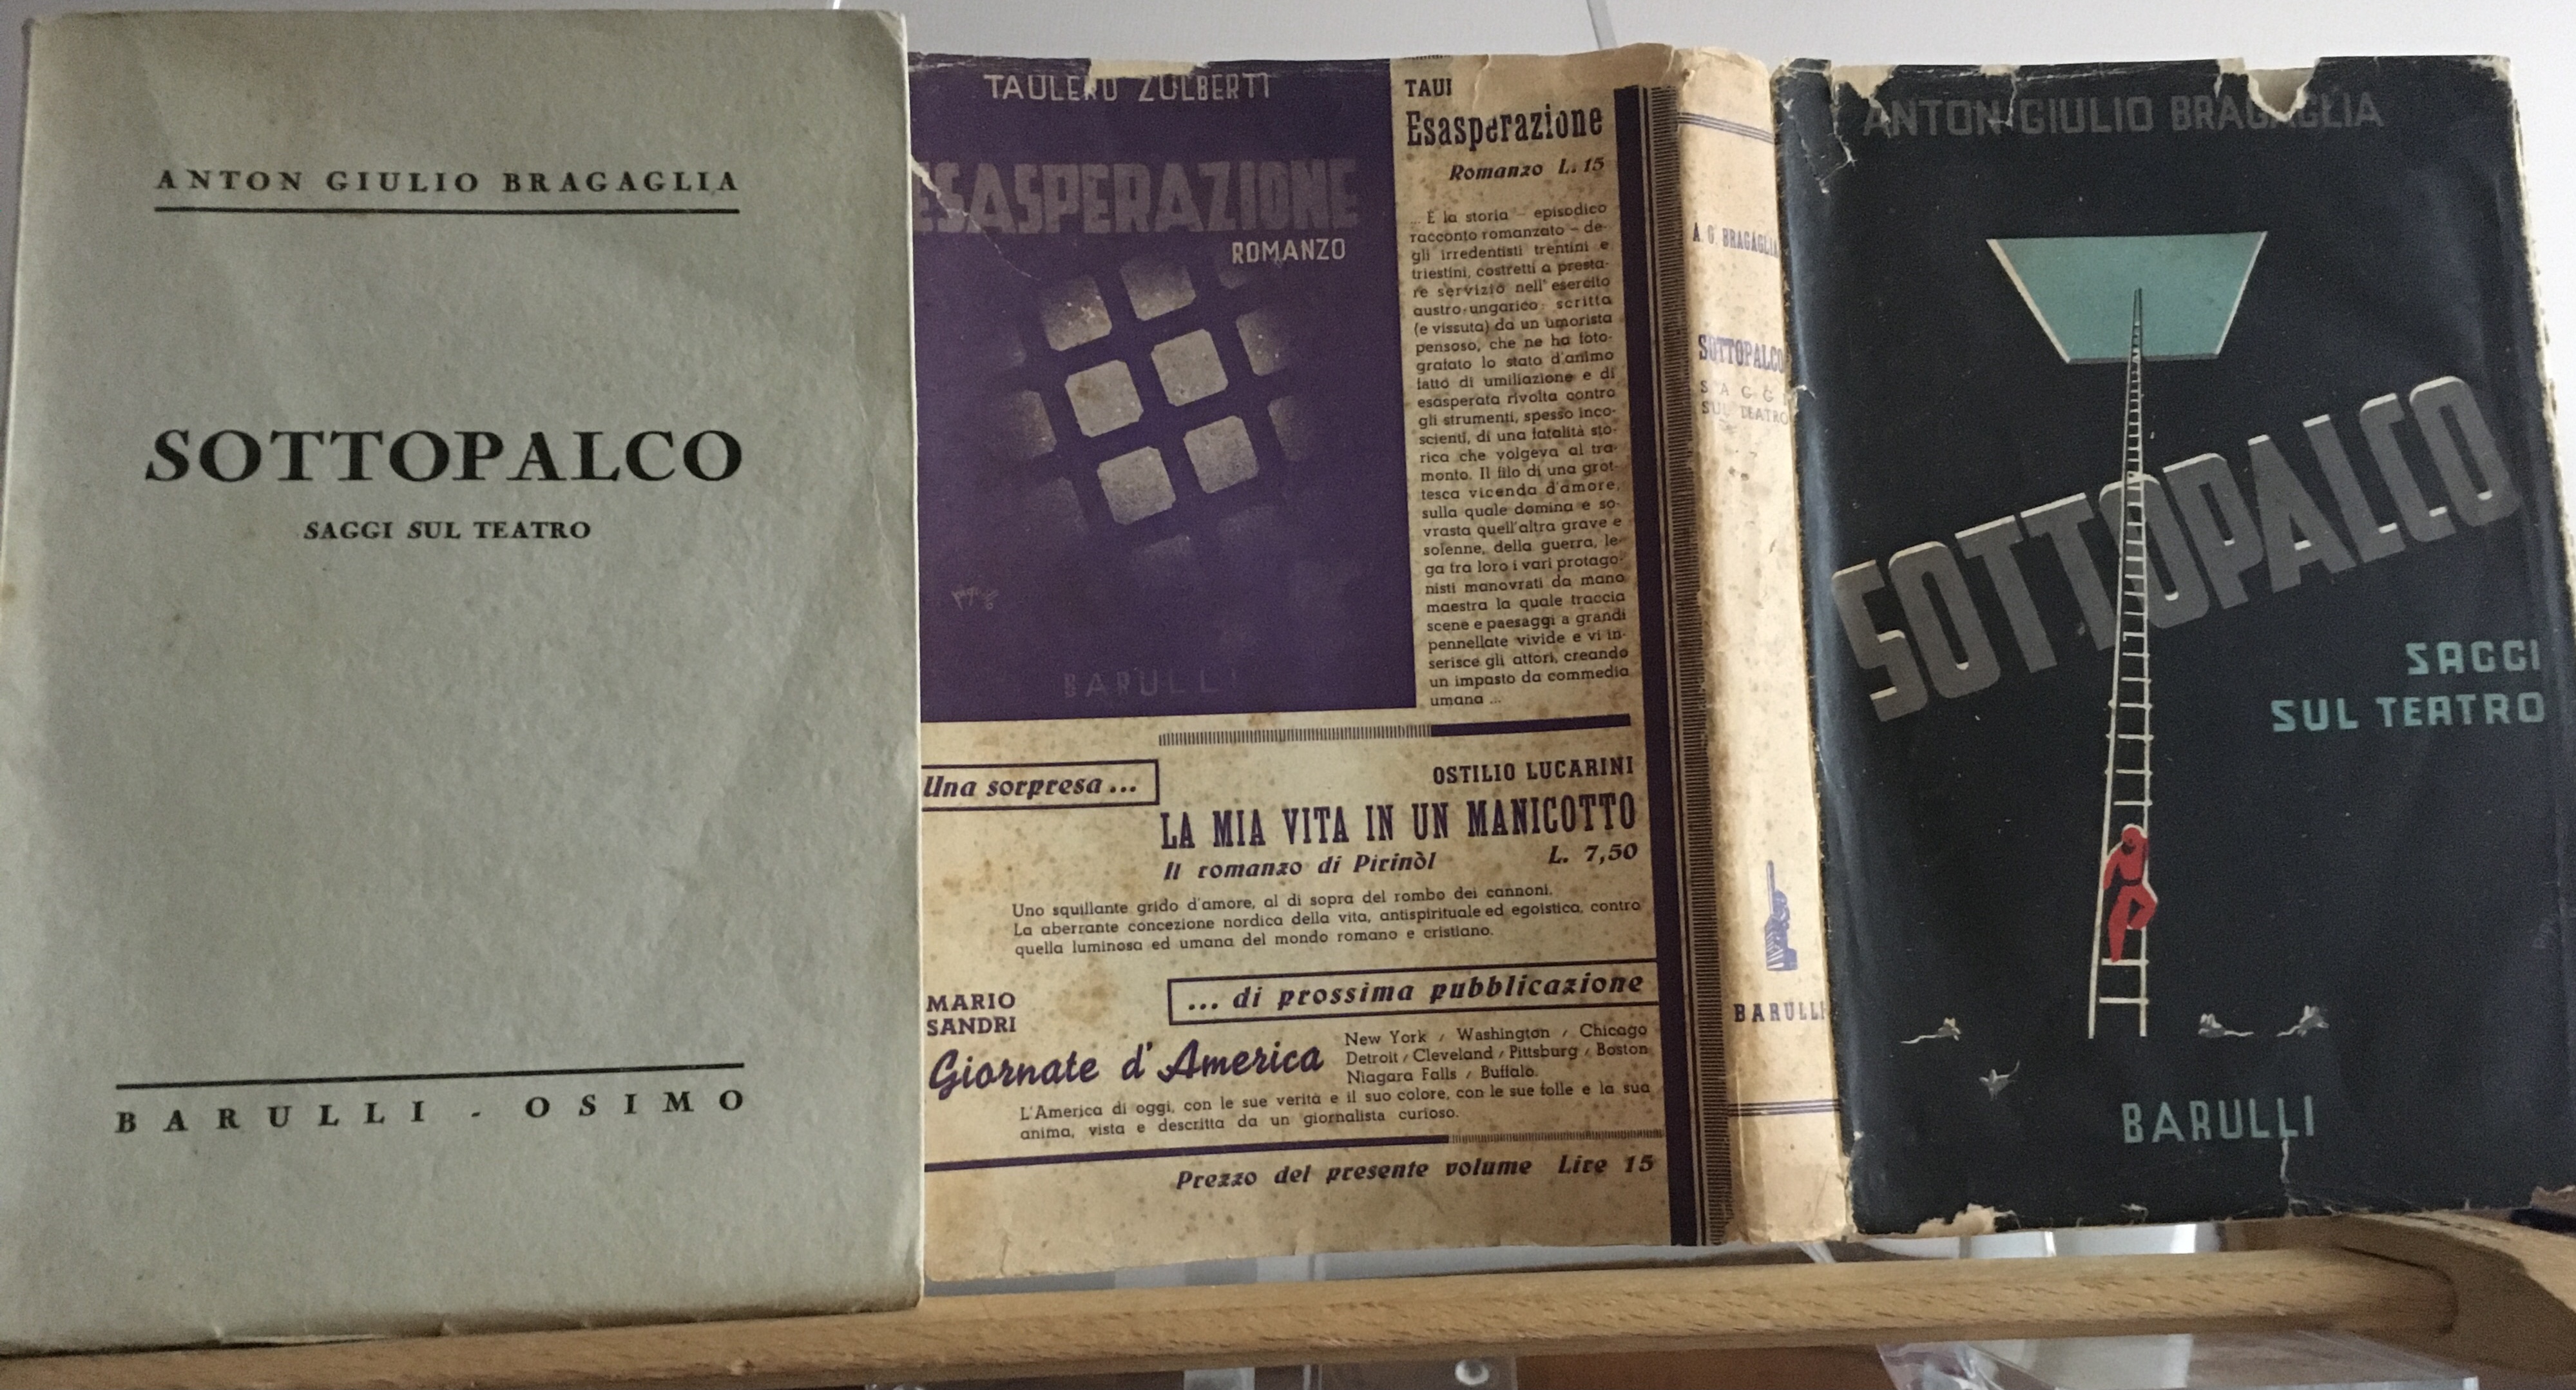 ANTON GIULIO BRAGAGLIA
SOTTOPALCO
SAGGI SUL TEATRO
BARULLI - OSIMO
TAULERO ZULBERTI
ESASPERAZIONE
ROMANZO
BARULLI
TAUL
Esasperazione
Romanzo L. 15
... È la storia - episodico
racconto romanzato - de-
gli irredentisti trentini e
triestini, costretti a presta-
re servizio nell'esercito
austro-ungarico scritta
(e vissuta) da un umorista
pensoso, che ne ha foto-
grafato lo stato d'animo
fatto di umiliazione e di
esasperata rivolta contro
gli strumenti, spesso inco-
scienti, di una fatalità sto-
rica che volgeva al tra-
monto. Il filo di una grot-
tesca vicenda d'amore,
sulla quale domina e so-
vrasta quell'altra grave e
solenne, della guerra, le-
ga tra loro i vari protago-
nisti manovrati da mano
maestra la quale traccia
scene e paesaggi a grandi
pennellate vivide e vi in-
serisce gli attori, creando
un impasto da commedia
umana ...
Una sorpresa ...
OSTILIO LUCARINI
LA MIA VITA IN UN MANICOTTO
Il romanzo di Pirinòl L. 7,50
Uno squillante grido d'amore, al di sopra del rombo dei cannoni.
La aberrante concezione nordica della vita, antispirituale ed egoistica, contro
quella luminosa ed umana del mondo romano e cristiano.
... di prossima pubblicazione
MARIO
SANDRI
Giornate d'America
New York / Washington / Chicago
Detroit / Cleveland / Pittsburg / Boston
Niagara Falls / Buffalo.
L'America di oggi, con le sue verità e il suo colore, con le sue folle e la sua
anima, vista e descritta da un giornalista curioso.
Prezzo del presente volume Lire 15
A. G. BRAGAGLIA
SOTTOPALCO
SAGGI
SUL TEATRO
BARULLI
ANTON GIULIO BRAGAGLIA
SOTTOPALCO
SAGGI
SUL TEATRO
BARULLI